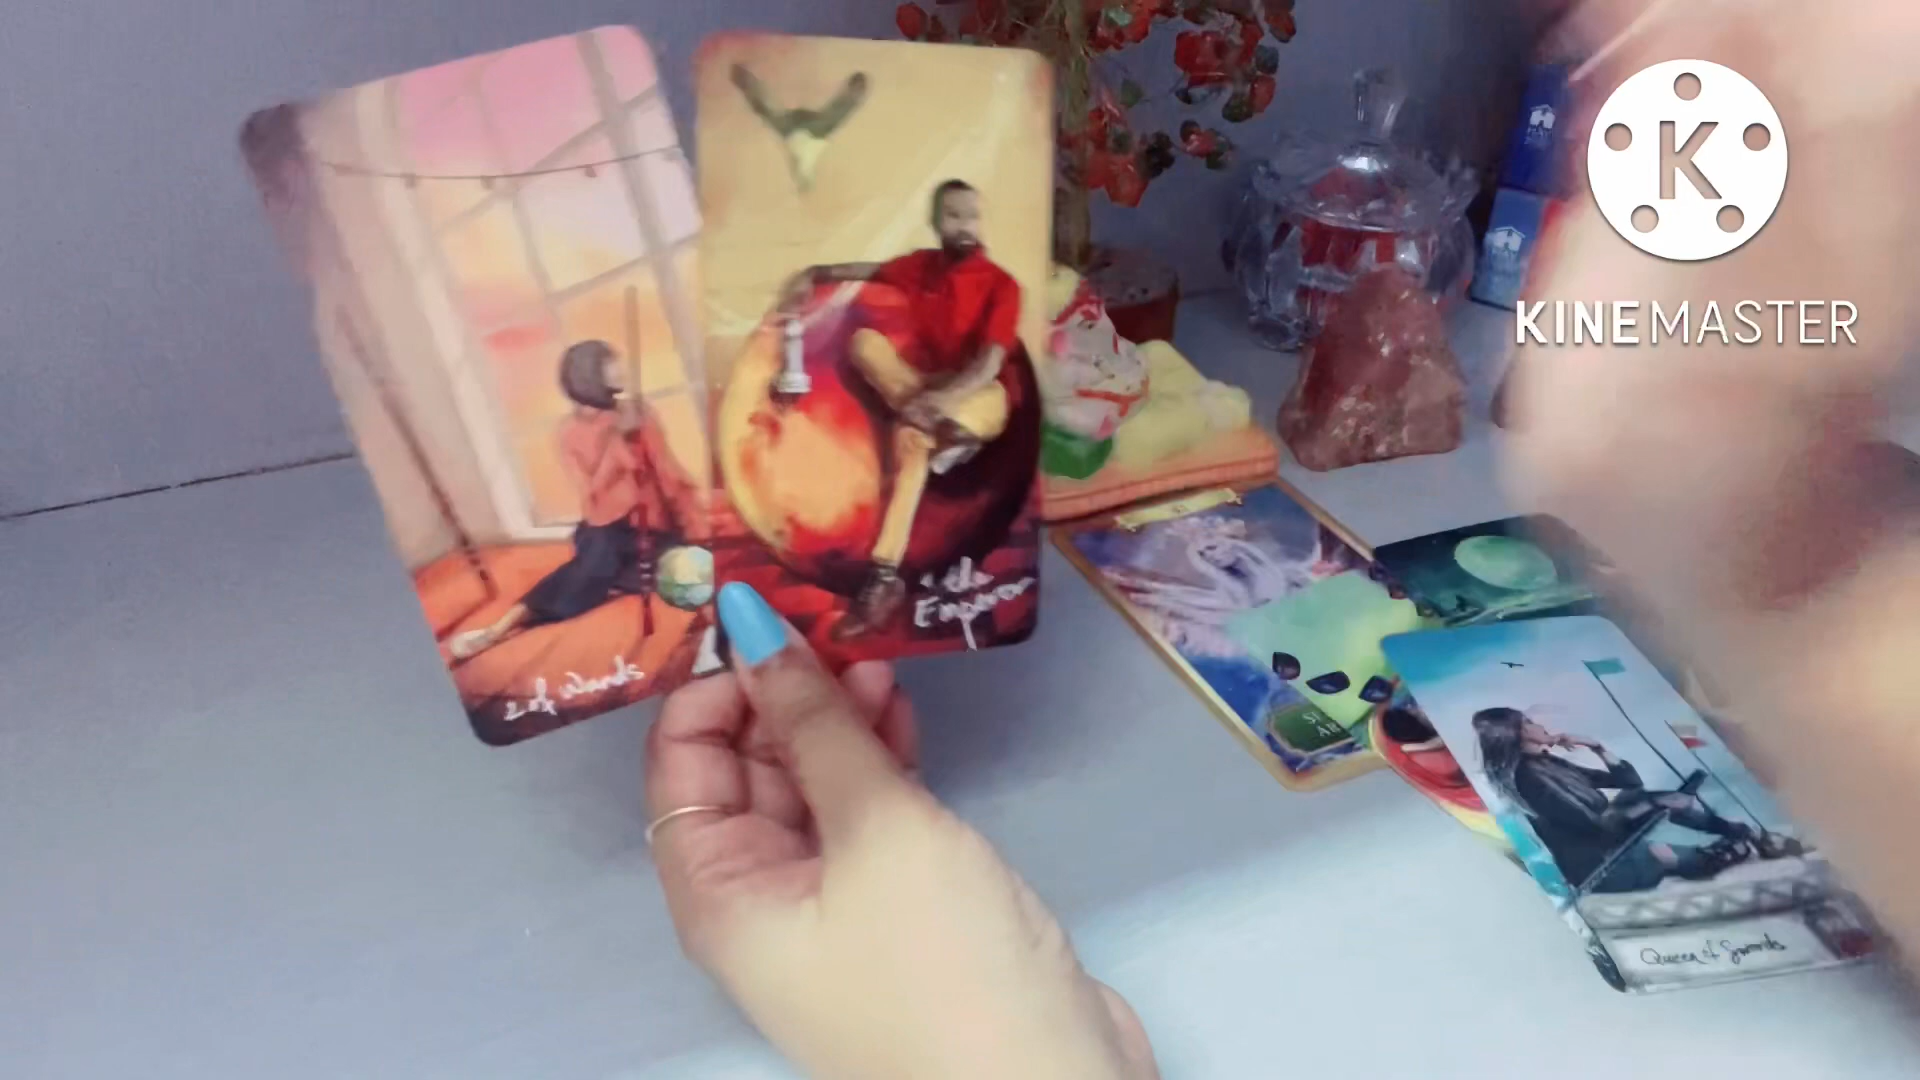 KINEMASTER
2 of Wands
the
Emperor
Queen of Swords